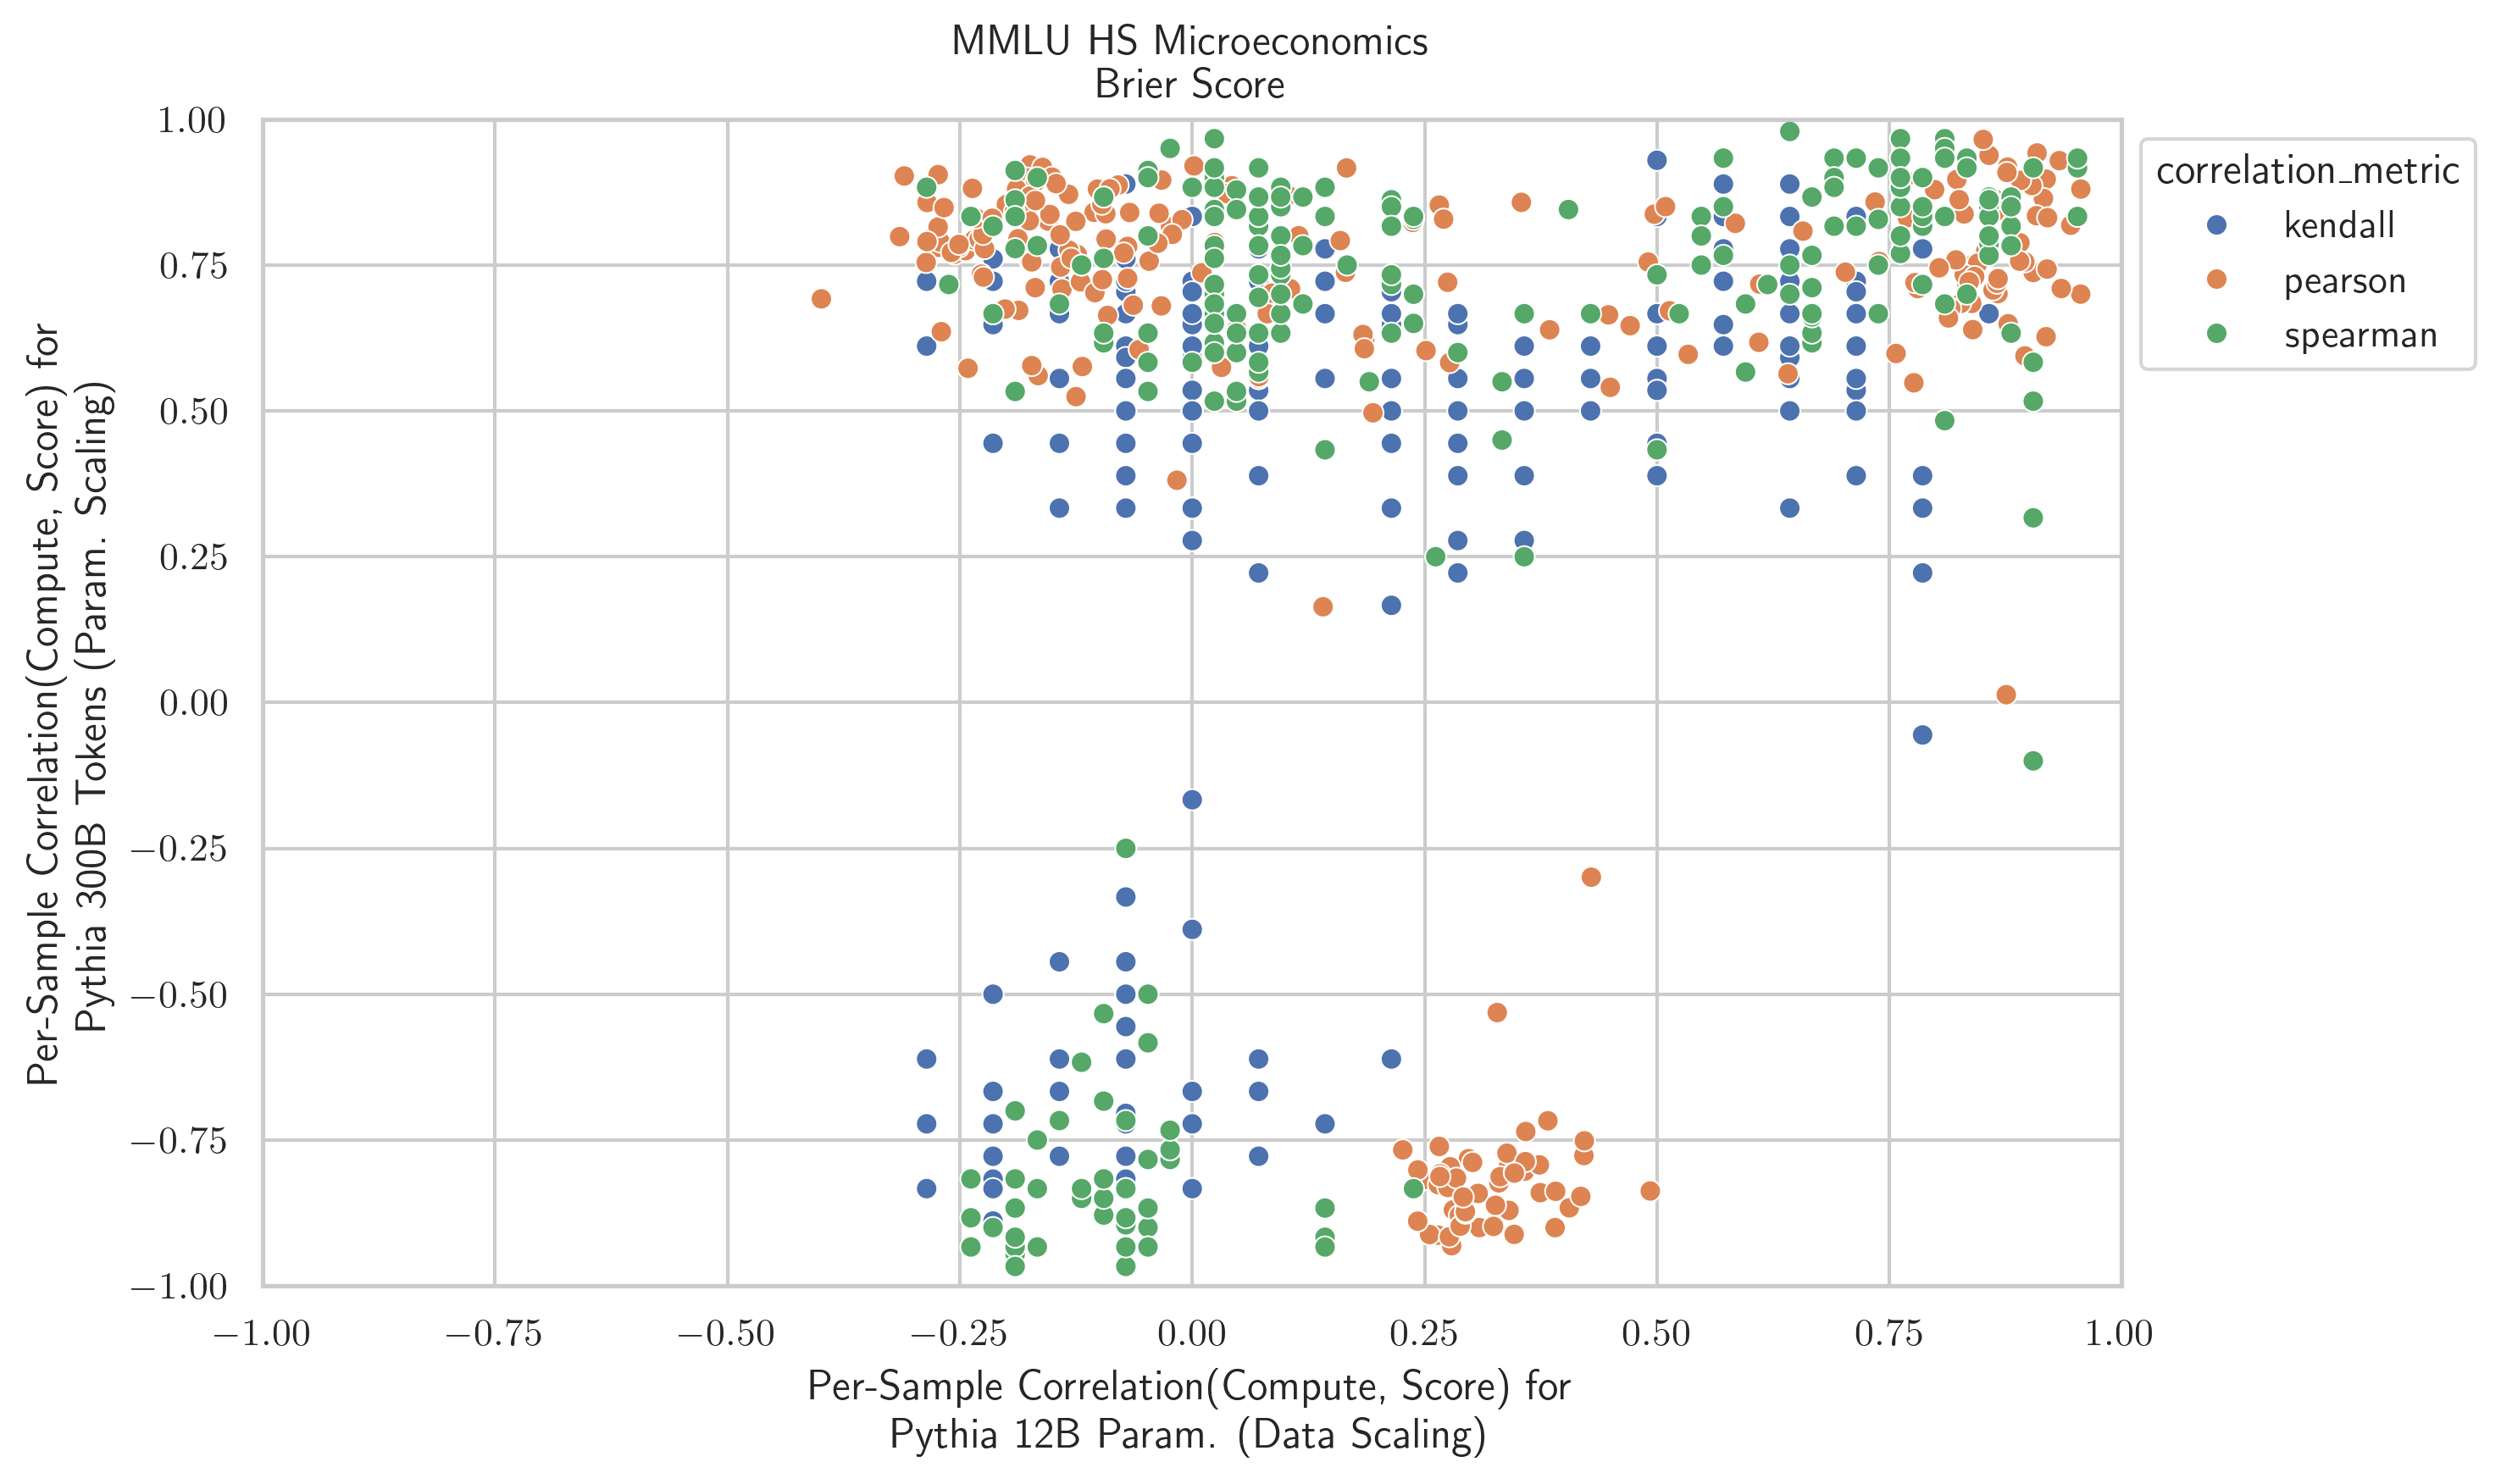 MMLU HS Microeconomics
Brier Score
Per-Sample Correlation(Compute, Score) for
Pythia 300B Tokens (Param. Scaling)
1.00
0.75
0.50
0.25
0.00
−0.25
−0.50
−0.75
−1.00
−1.00 −0.75 −0.50 −0.25 0.00 0.25 0.50 0.75 1.00
Per-Sample Correlation(Compute, Score) for
Pythia 12B Param. (Data Scaling)
correlation_metric
kendall
pearson
spearman